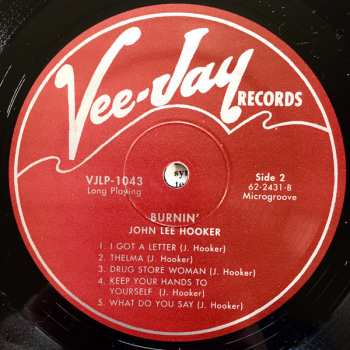 Vee-Jay
RECORDS
VJLP-1043
Long Playing
Side 2
62-2431-B
Microgroove
BURNIN'
JOHN LEE HOOKER
1. I GOT A LETTER (J. Hooker)
2. THELMA (J. Hooker)
3. DRUG STORE WOMAN (J. Hooker)
4. KEEP YOUR HANDS TO
YOURSELF (J. Hooker)
5. WHAT DO YOU SAY (J. Hooker)